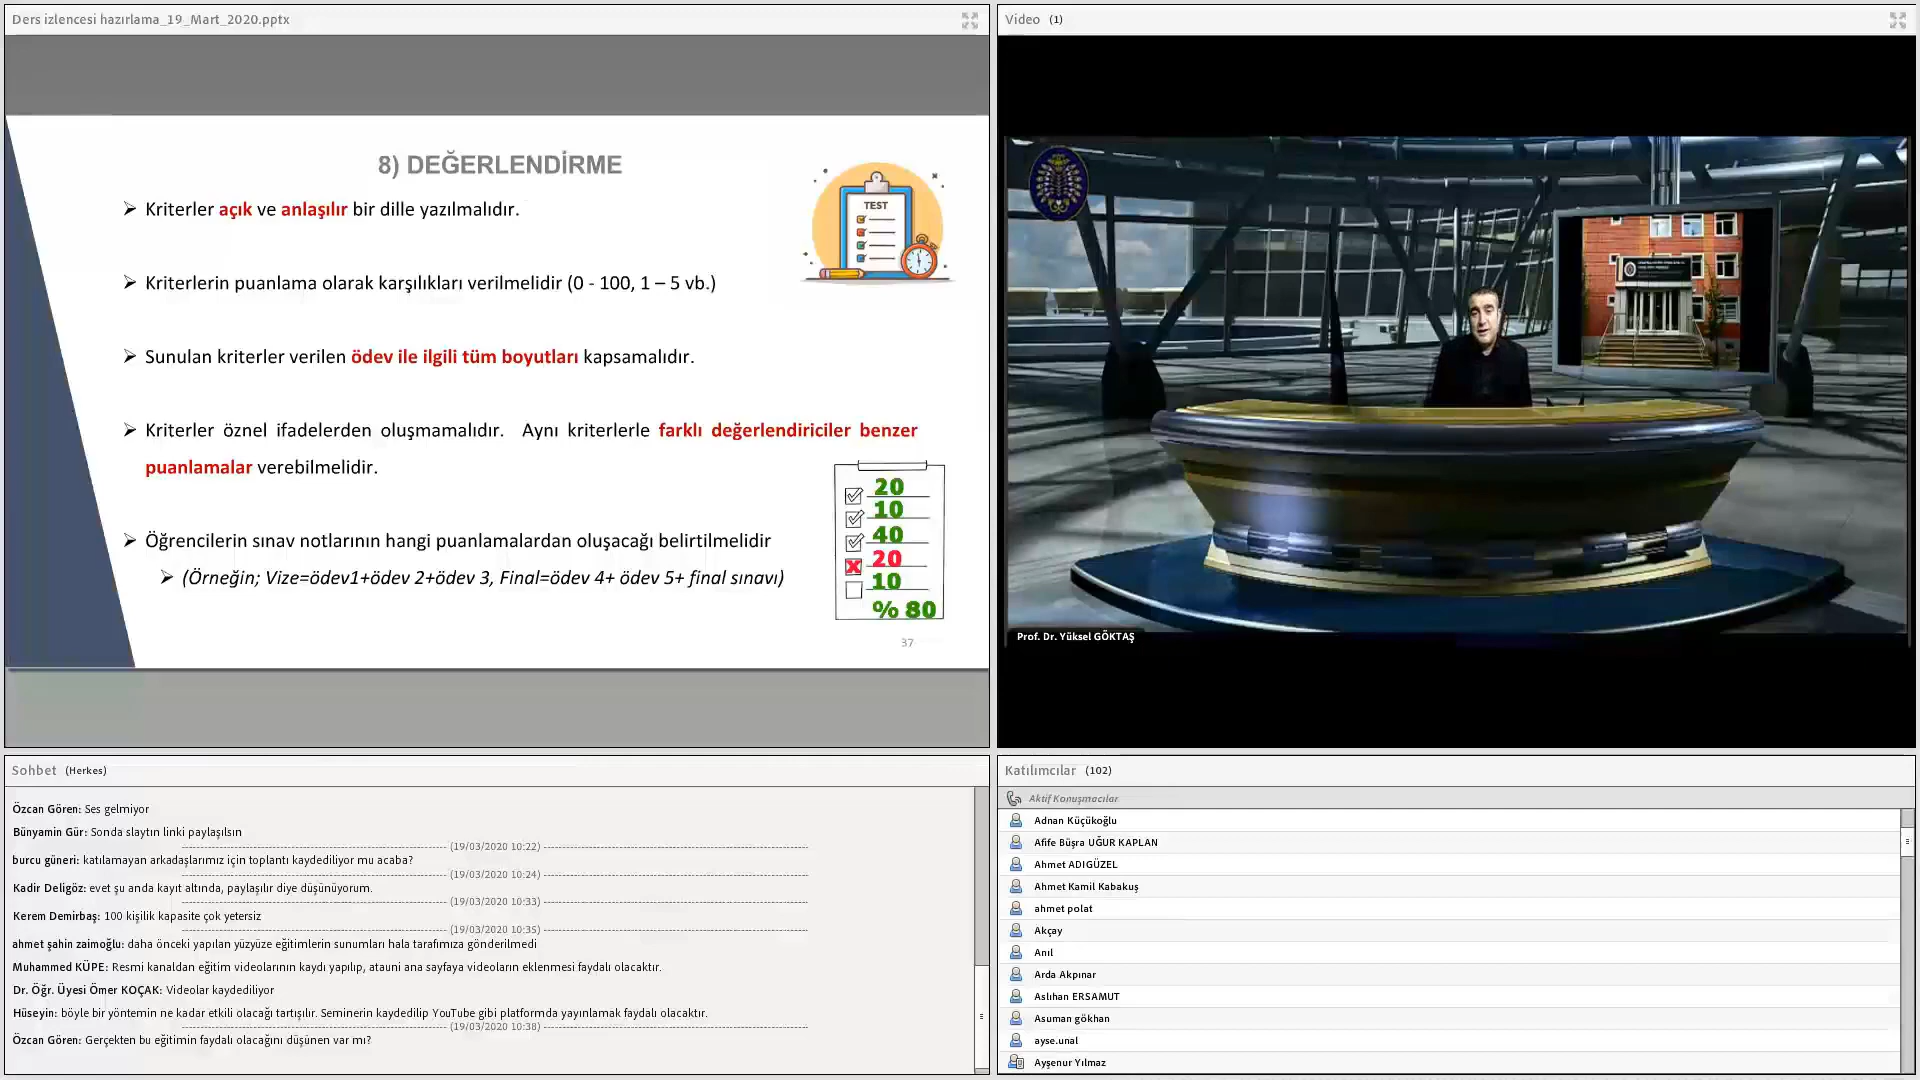 Ders izlencesi hazırlama_19_Mart_2020.pptx
8) DEĞERLENDİRME
➢ Kriterler açık ve anlaşılır bir dille yazılmalıdır.
TEST
➢ Kriterlerin puanlama olarak karşılıkları verilmelidir (0 - 100, 1 – 5 vb.)
➢ Sunulan kriterler verilen ödev ile ilgili tüm boyutları kapsamalıdır.
➢ Kriterler öznel ifadelerden oluşmamalıdır. Aynı kriterlerle farklı değerlendiriciler benzer
puanlamalar verebilmelidir.
➢ Öğrencilerin sınav notlarının hangi puanlamalardan oluşacağı belirtilmelidir
➢ (Örneğin; Vize=ödev1+ödev 2+ödev 3, Final=ödev 4+ ödev 5+ final sınavı)
20
10
40
20
10
% 80
37
Video (1)
Prof. Dr. Yüksel GÖKTAŞ
Sohbet (Herkes)
Özcan Gören: Ses gelmiyor
Bünyamin Gür: Sonda slaytın linki paylaşılsın
(19/03/2020 10:22)
burcu güneri: katılamayan arkadaşlarımız için toplantı kaydediliyor mu acaba?
(19/03/2020 10:24)
Kadir Deligöz: evet şu anda kayıt altında, paylaşılır diye düşünüyorum.
(19/03/2020 10:33)
Kerem Demirbaş: 100 kişilik kapasite çok yetersiz
(19/03/2020 10:35)
ahmet şahin zaimoğlu: daha önceki yapılan yüzyüze eğitimlerin sunumları hala tarafımıza gönderilmedi
Muhammed KÜPE: Resmi kanaldan eğitim videolarının kaydı yapılıp, atauni ana sayfaya videoların eklenmesi faydalı olacaktır.
Dr. Öğr. Üyesi Ömer KOÇAK: Videolar kaydediliyor
Hüseyin: böyle bir yöntemin ne kadar etkili olacağı tartışılır. Seminerin kaydedilip YouTube gibi platformda yayınlamak faydalı olacaktır.
(19/03/2020 10:38)
Özcan Gören: Gerçekten bu eğitimin faydalı olacağını düşünen var mı?
Katılımcılar (102)
Aktif Konuşmacılar
Adnan Küçükoğlu
Afife Büşra UĞUR KAPLAN
Ahmet ADIGÜZEL
Ahmet Kamil Kabakuş
ahmet polat
Akçay
Anıl
Arda Akpınar
Aslıhan ERSAMUT
Asuman gökhan
ayse.unal
Ayşenur Yılmaz